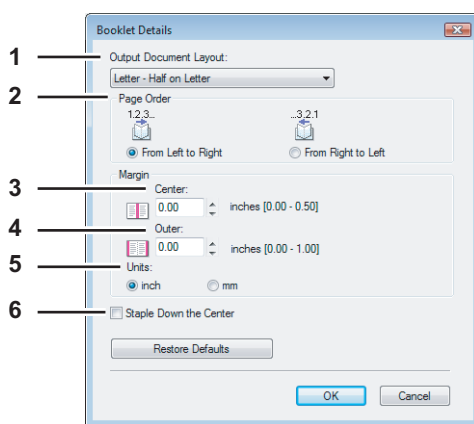 Booklet Details
1
Output Document Layout:
Letter - Half on Letter
2
Page Order
1,2,3... ...3,2,1
From Left to Right From Right to Left
Margin
3
Center:
0.00 inches [0.00 - 0.50]
4
Outer:
0.00 inches [0.00 - 1.00]
5
Units:
inch mm
6
Staple Down the Center
Restore Defaults
OK Cancel